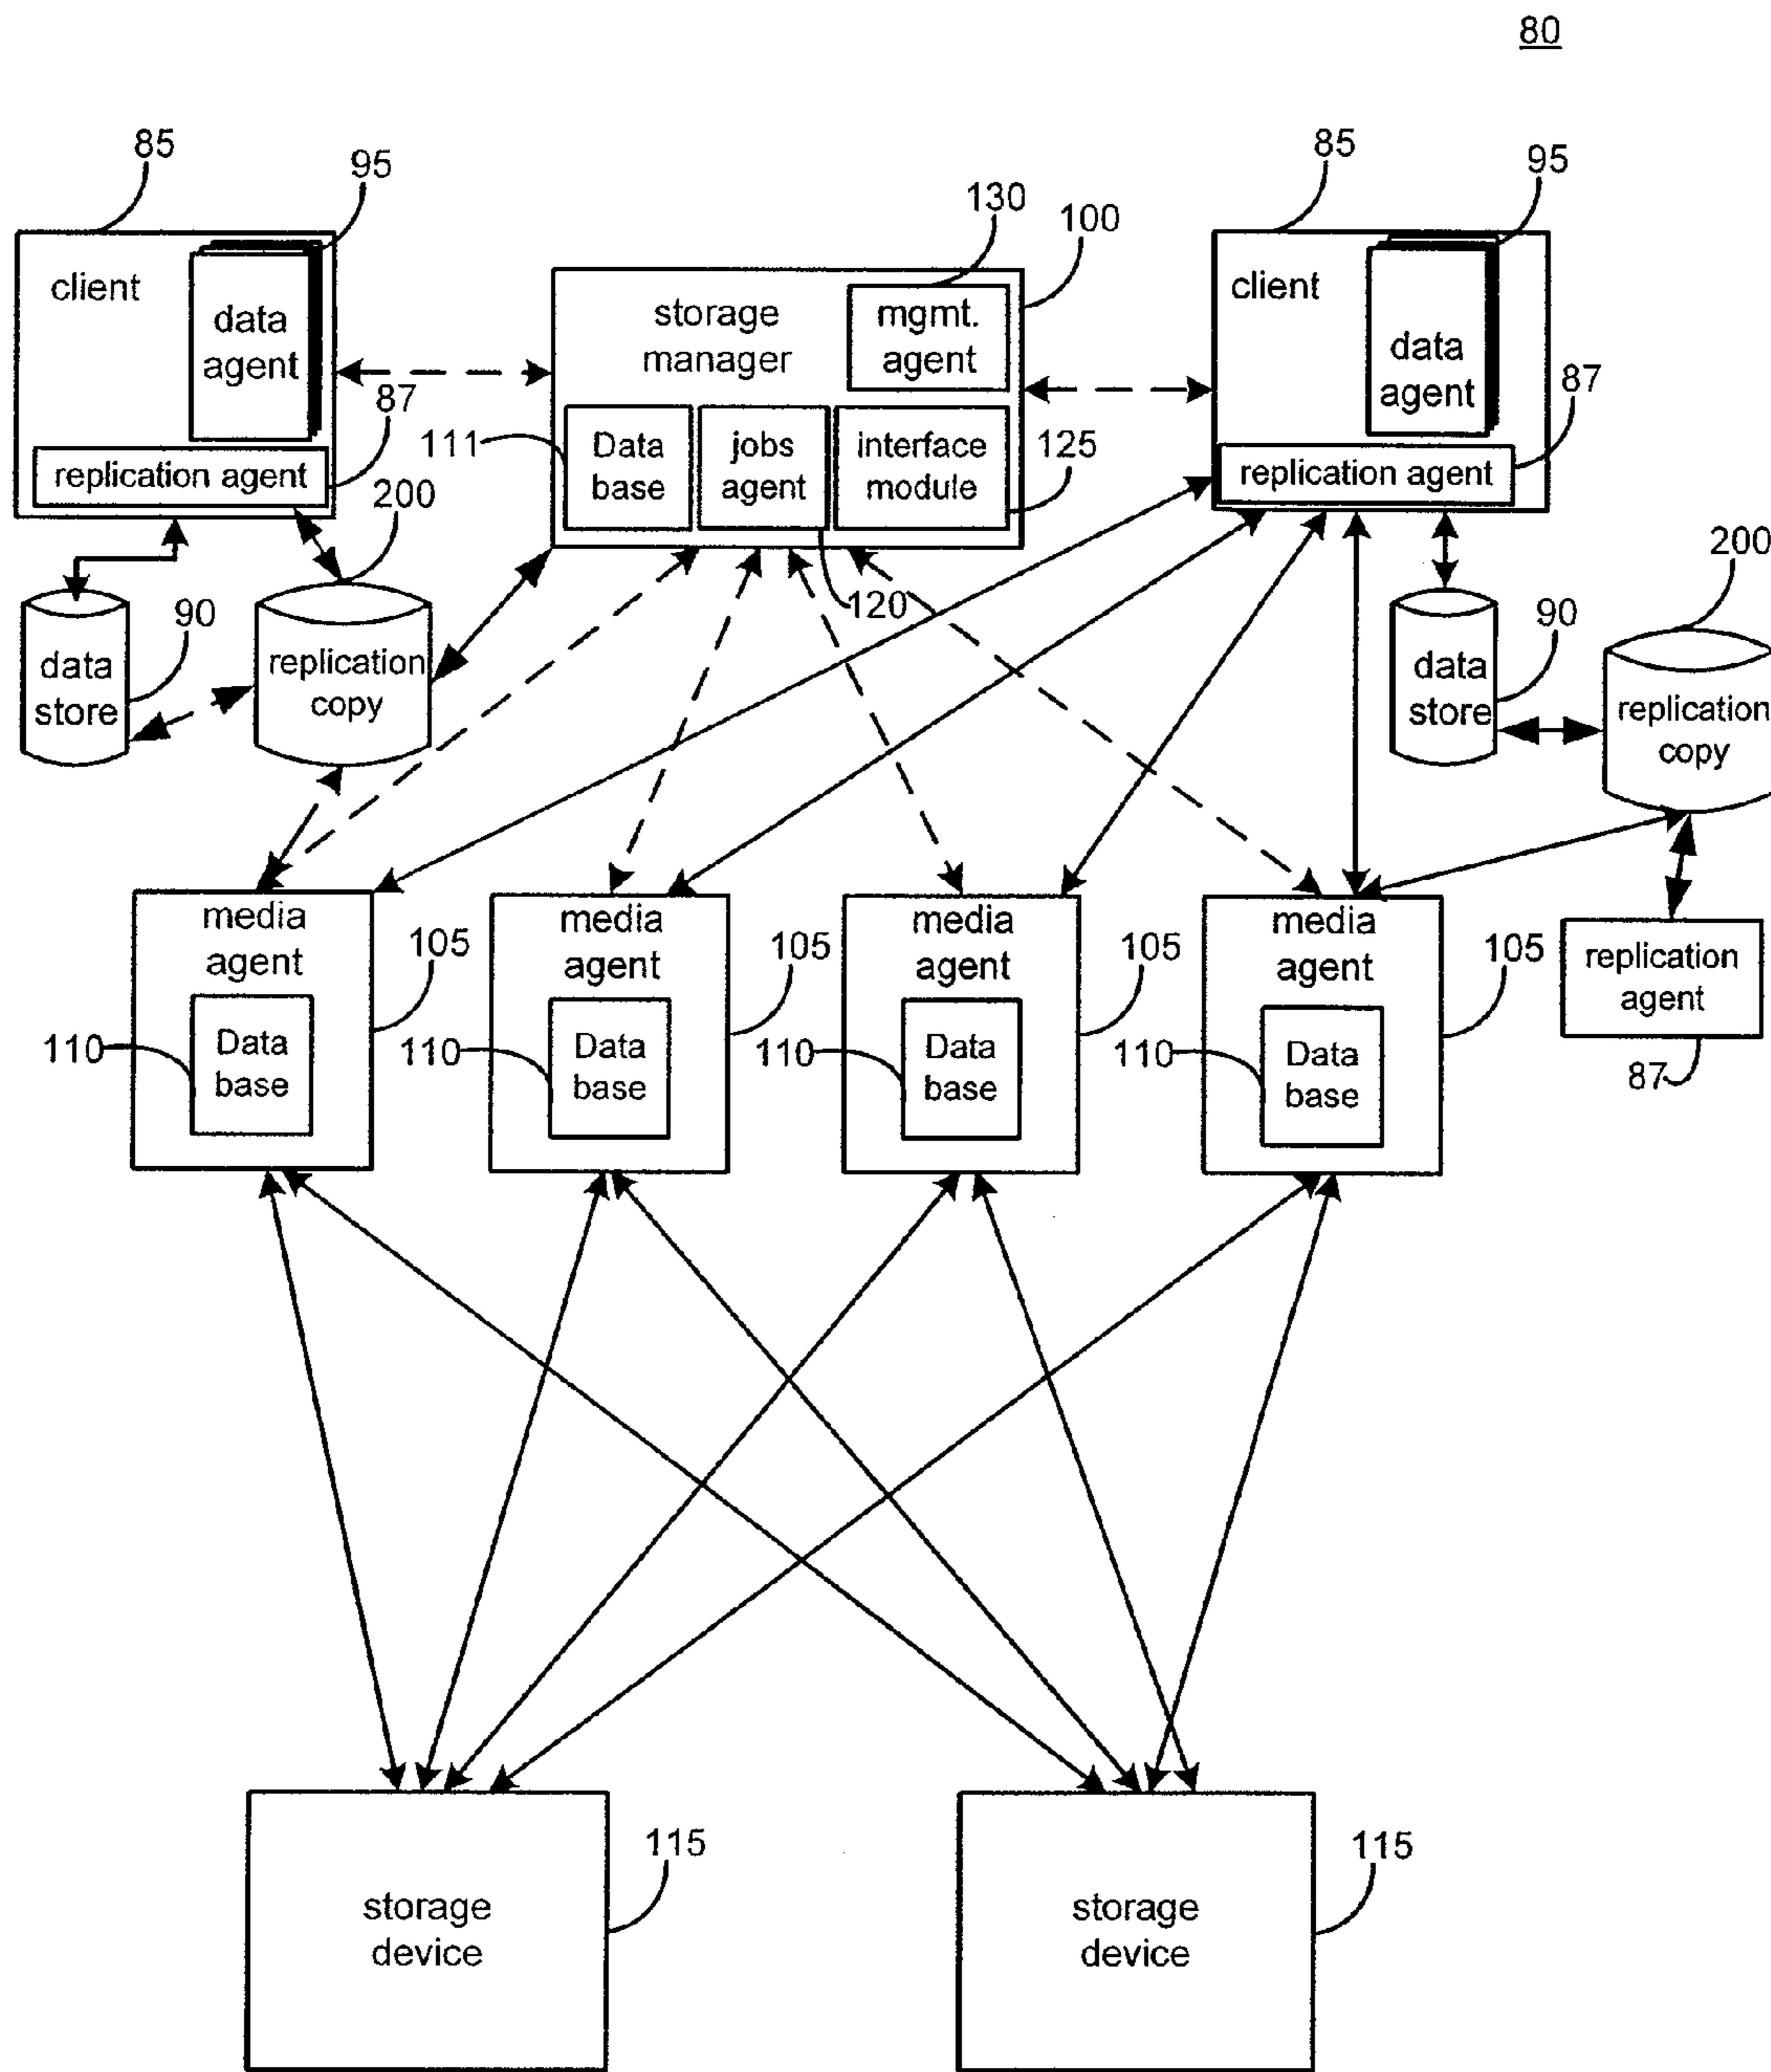 80
85
95
130
100
85
95
client
data
agent
storage
manager
mgmt.
agent
client
data
agent
87
87
111
Data
base
jobs
agent
interface
module
125
replication agent
replication agent
200
120
200
90
data
store
replication
copy
data
store
90
replication
copy
media
agent
105
media
agent
105
media
agent
105
media
agent
105
replication
agent
110
Data
base
110
Data
base
110
Data
base
110
Data
base
87
115
storage
device
115
storage
device